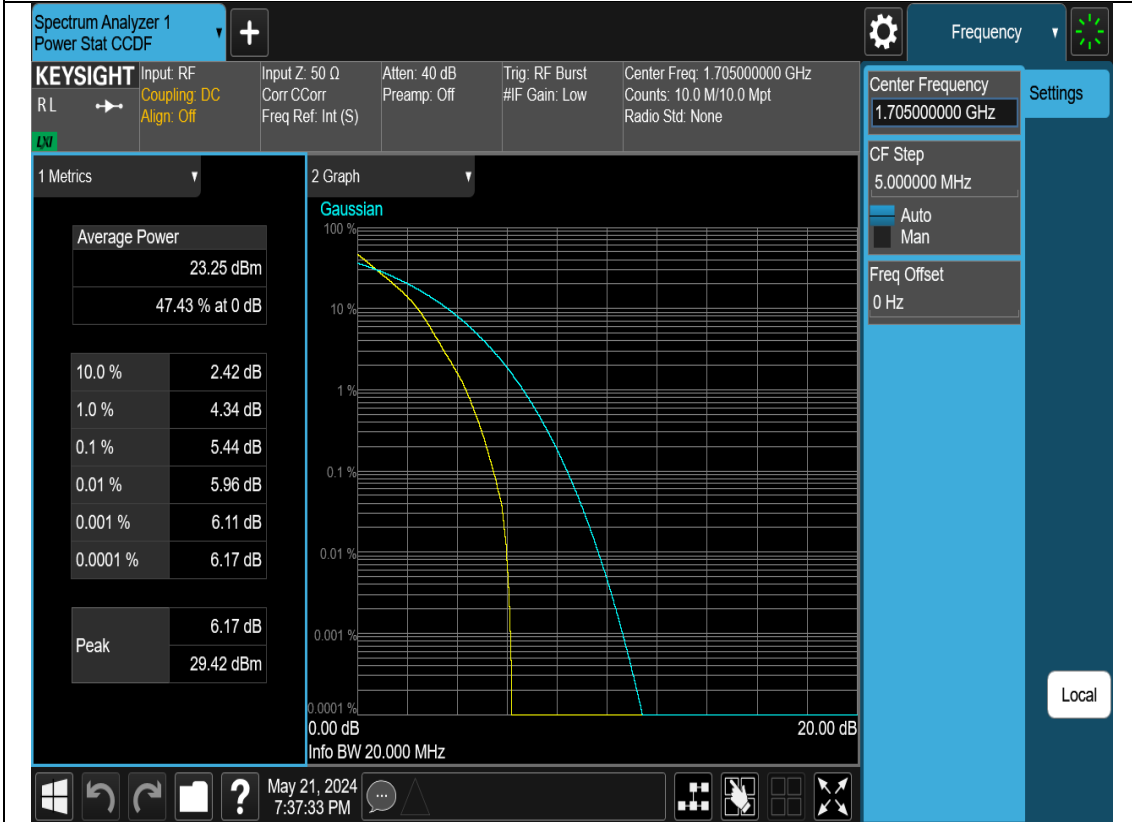 Spectrum Analyzer 1
Power Stat CCDF
Frequency
KEYSIGHT
R L
LXI
Input: RF
Coupling: DC
Align: Off
Input Z: 50 Ω
Corr CCorr
Freq Ref: Int (S)
Atten: 40 dB
Preamp: Off
Trig: RF Burst
#IF Gain: Low
Center Freq: 1.705000000 GHz
Counts: 10.0 M/10.0 Mpt
Radio Std: None
Center Frequency
1.705000000 GHz
Settings
CF Step
5.000000 MHz
Auto
Man
Freq Offset
0 Hz
Local
1 Metrics
Average Power
23.25 dBm
47.43 % at 0 dB
10.0 % 2.42 dB
1.0 % 4.34 dB
0.1 % 5.44 dB
0.01 % 5.96 dB
0.001 % 6.11 dB
0.0001 % 6.17 dB
Peak
6.17 dB
29.42 dBm
2 Graph
Gaussian
100 %
10 %
1 %
0.1 %
0.01 %
0.001 %
0.0001 %
0.00 dB 20.00 dB
Info BW 20.000 MHz
?
May 21, 2024
7:37:33 PM